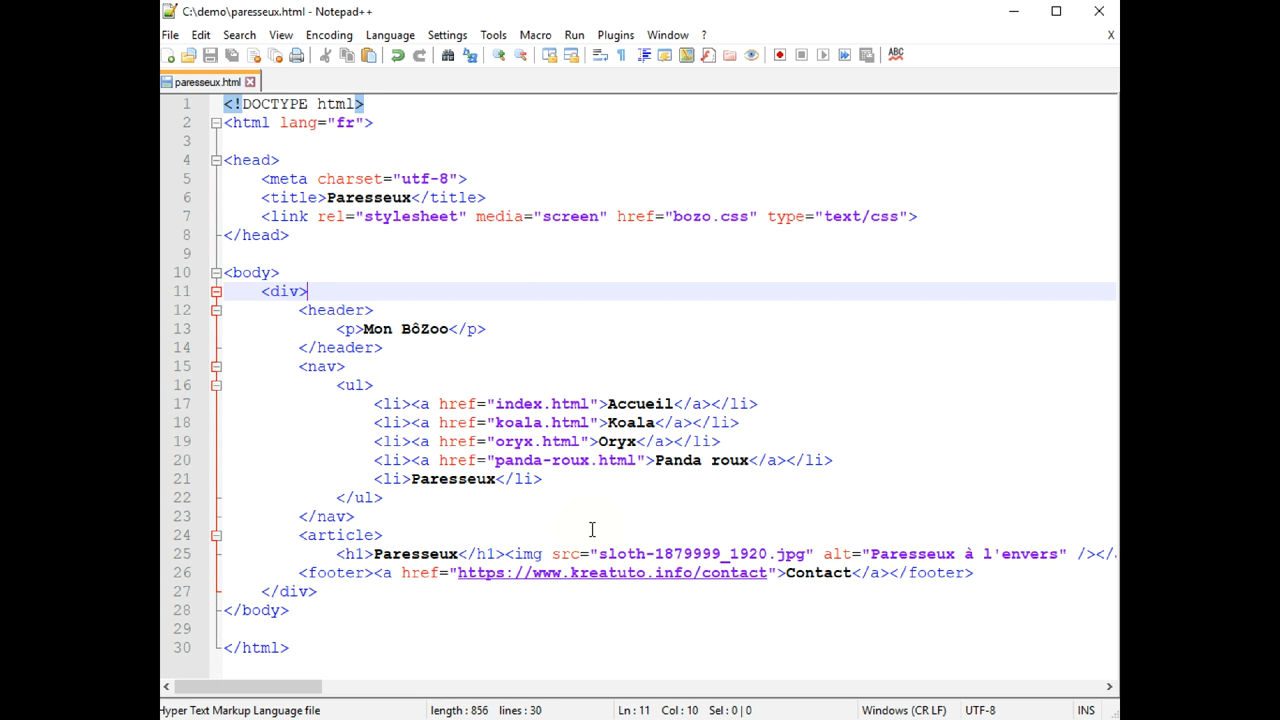 C:\demo\paresseux.html - Notepad++
File Edit Search View Encoding Language Settings Tools Macro Run Plugins Window ? X
ABC
paresseux.html
1 <!DOCTYPE html>
2 <html lang="fr">
3
4 <head>
5 <meta charset="utf-8">
6 <title>Paresseux</title>
7 <link rel="stylesheet" media="screen" href="bozo.css" type="text/css">
8 </head>
9
10 <body>
11 <div>
12 <header>
13 <p>Mon BôZoo</p>
14 </header>
15 <nav>
16 <ul>
17 <li><a href="index.html">Accueil</a></li>
18 <li><a href="koala.html">Koala</a></li>
19 <li><a href="oryx.html">Oryx</a></li>
20 <li><a href="panda-roux.html">Panda roux</a></li>
21 <li>Paresseux</li>
22 </ul>
23 </nav>
24 <article>
25 <h1>Paresseux</h1><img src="sloth-1879999_1920.jpg" alt="Paresseux à l'envers" /></
26 <footer><a href="https://www.kreatuto.info/contact">Contact</a></footer>
27 </div>
28 </body>
29
30 </html>
Hyper Text Markup Language file length : 856 lines : 30 Ln : 11 Col : 10 Sel : 0 | 0 Windows (CR LF) UTF-8 INS